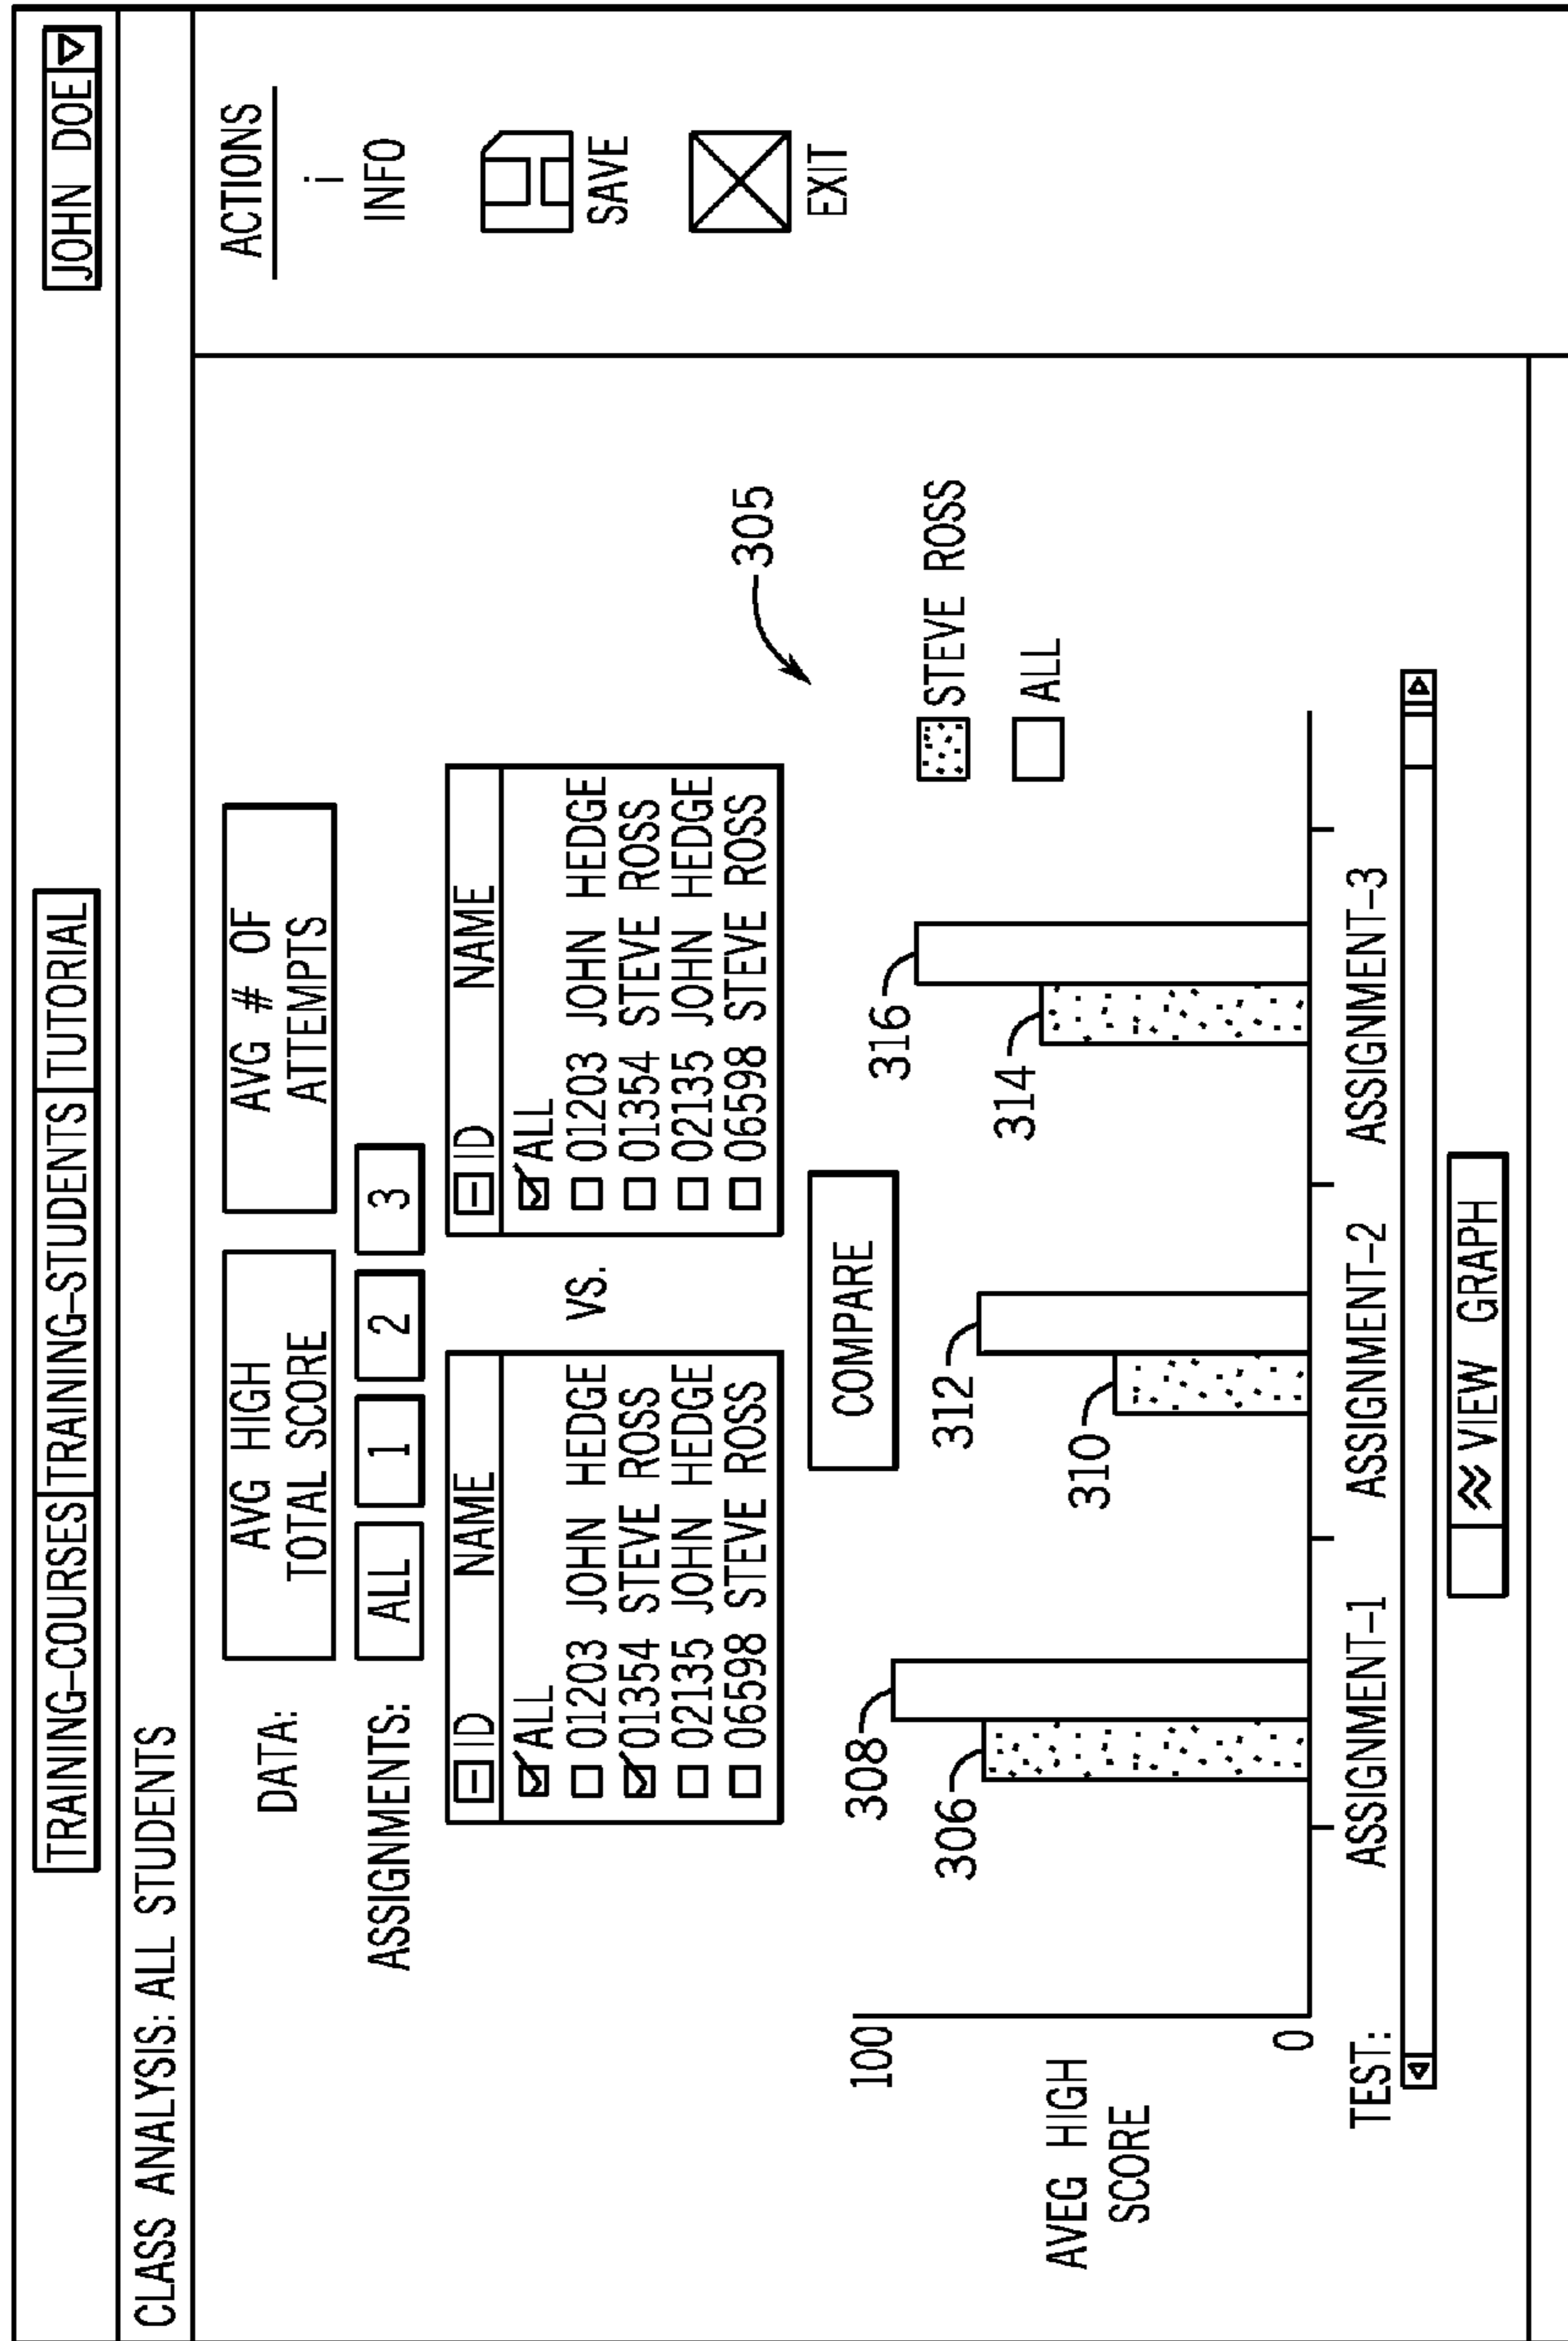 TRAINING-COURSES TRAINING-STUDENTS TUTORIAL
JOHN DOE
CLASS ANALYSIS: ALL STUDENTS
ACTIONS
i
INFO
SAVE
EXIT
DATA:
AVG HIGH
TOTAL SCORE
AVG # OF
ATTEMPTS
ASSIGNMENTS:
ALL 1 2 3
ID NAME
ALL
01203 JOHN HEDGE
01354 STEVE ROSS
02135 JOHN HEDGE
06598 STEVE ROSS
VS.
ID NAME
ALL
01203 JOHN HEDGE
01354 STEVE ROSS
02135 JOHN HEDGE
06598 STEVE ROSS
COMPARE
305
STEVE ROSS
ALL
AVEG HIGH
SCORE
100
0
308
306
312
310
316
314
TEST:
ASSIGNMENT-1
ASSIGNMENT-2
ASSIGNMENT-3
VIEW GRAPH